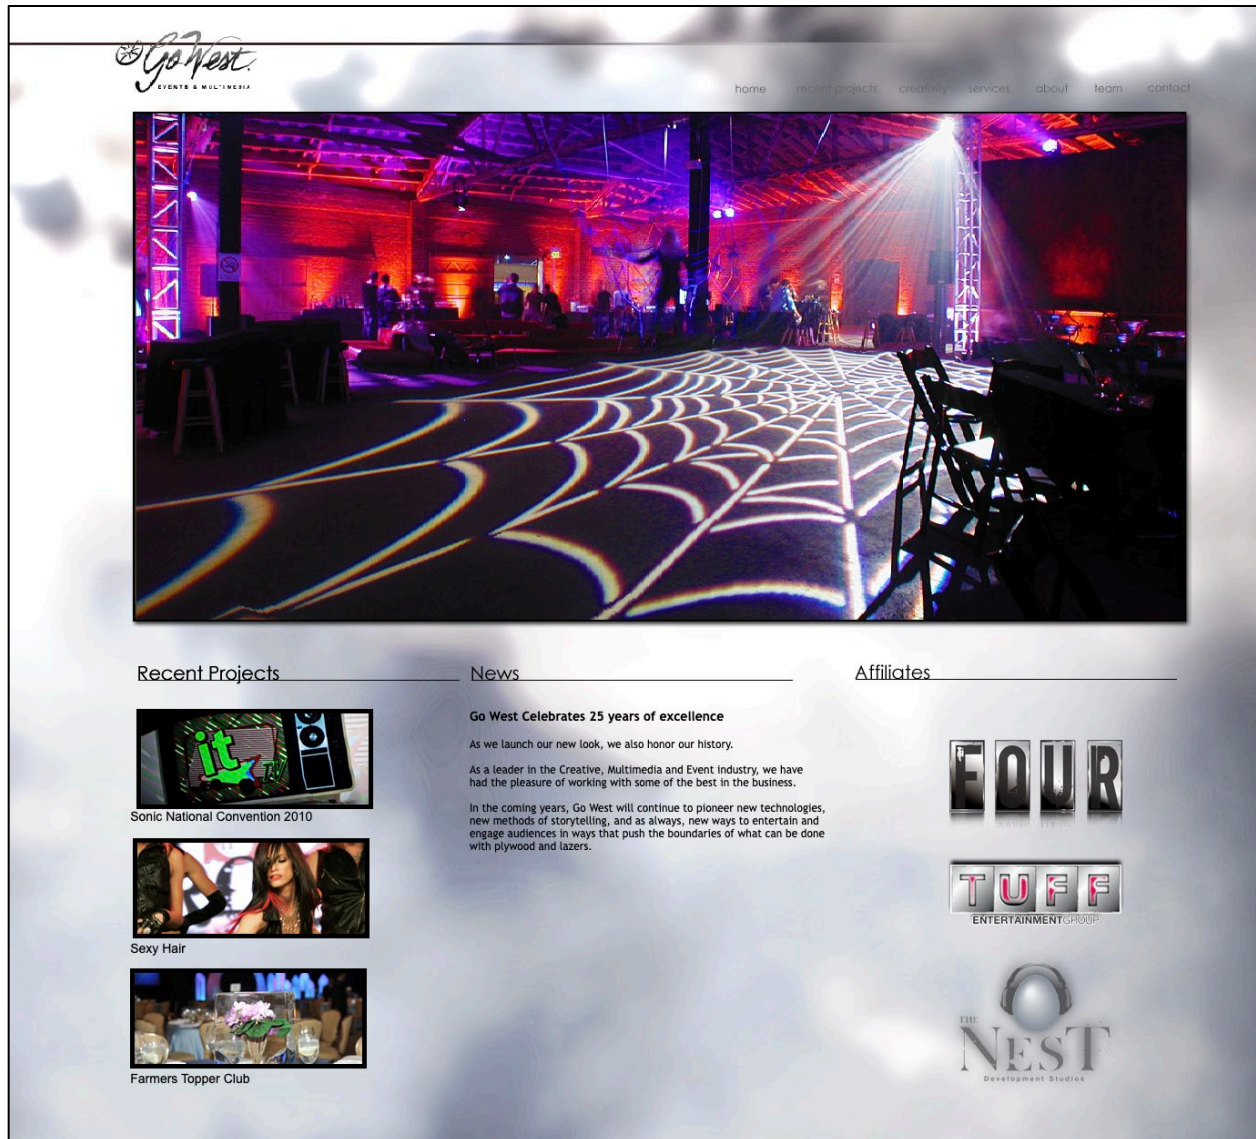 Go West.
EVENTS & MULTIMEDIA
home recent projects creativity services about team contact
Recent Projects
it
TV
Sonic National Convention 2010
Sexy Hair
Farmers Topper Club
News
Go West Celebrates 25 years of excellence
As we launch our new look, we also honor our history.
As a leader in the Creative, Multimedia and Event industry, we have
had the pleasure of working with some of the best in the business.
In the coming years, Go West will continue to pioneer new technologies,
new methods of storytelling, and as always, new ways to entertain and
engage audiences in ways that push the boundaries of what can be done
with plywood and lazers.
Affiliates
FOUR
TUFF
ENTERTAINMENTGROUP
THE
NEST
Development Studios